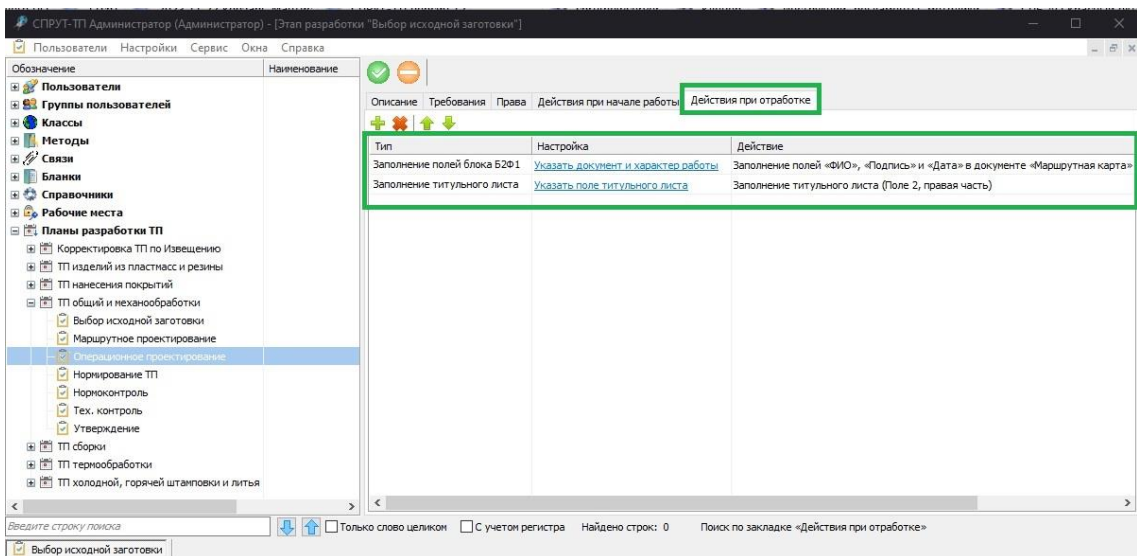 СПРУТ-ТП Администратор (Администратор) - [Этап разработки "Выбор исходной заготовки"]
Пользователи Настройки Сервис Окна Справка
Обозначение Наименование
Пользователи
Группы пользователей
Классы
Методы
Связи
Бланки
Справочники
Рабочие места
Планы разработки ТП
Корректировка ТП по Извещению
ТП изделий из пластмасс и резины
ТП нанесения покрытий
ТП общий и механообработки
Выбор исходной заготовки
Маршрутное проектирование
Операционное проектирование
Нормирование ТП
Нормоконтроль
Тех. контроль
Утверждение
ТП сборки
ТП термообработки
ТП холодной, горячей штамповки и литья
Описание Требования Права Действия при начале работы Действия при отработке
Тип Настройка Действие
Заполнение полей блока Б2Ф1 Указать документ и характер работы Заполнение полей «ФИО», «Подпись» и «Дата» в документе «Маршрутная карта»
Заполнение титульного листа Указать поле титульного листа Заполнение титульного листа (Поле 2, правая часть)
Введите строку поиска Только слово целиком С учетом регистра Найдено строк: 0 Поиск по закладке «Действия при отработке»
Выбор исходной заготовки